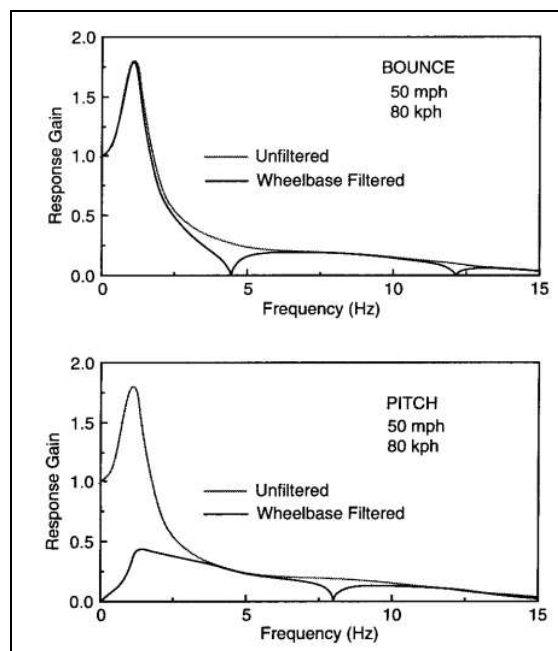 2.0
BOUNCE
50 mph
80 kph
1.5
Unfiltered
Wheelbase Filtered
1.0
0.5
0.0
0
5
10
15
Response Gain
Frequency (Hz)
2.0
PITCH
50 mph
80 kph
1.5
Unfiltered
Wheelbase Filtered
1.0
0.5
0.0
0
5
10
15
Response Gain
Frequency (Hz)